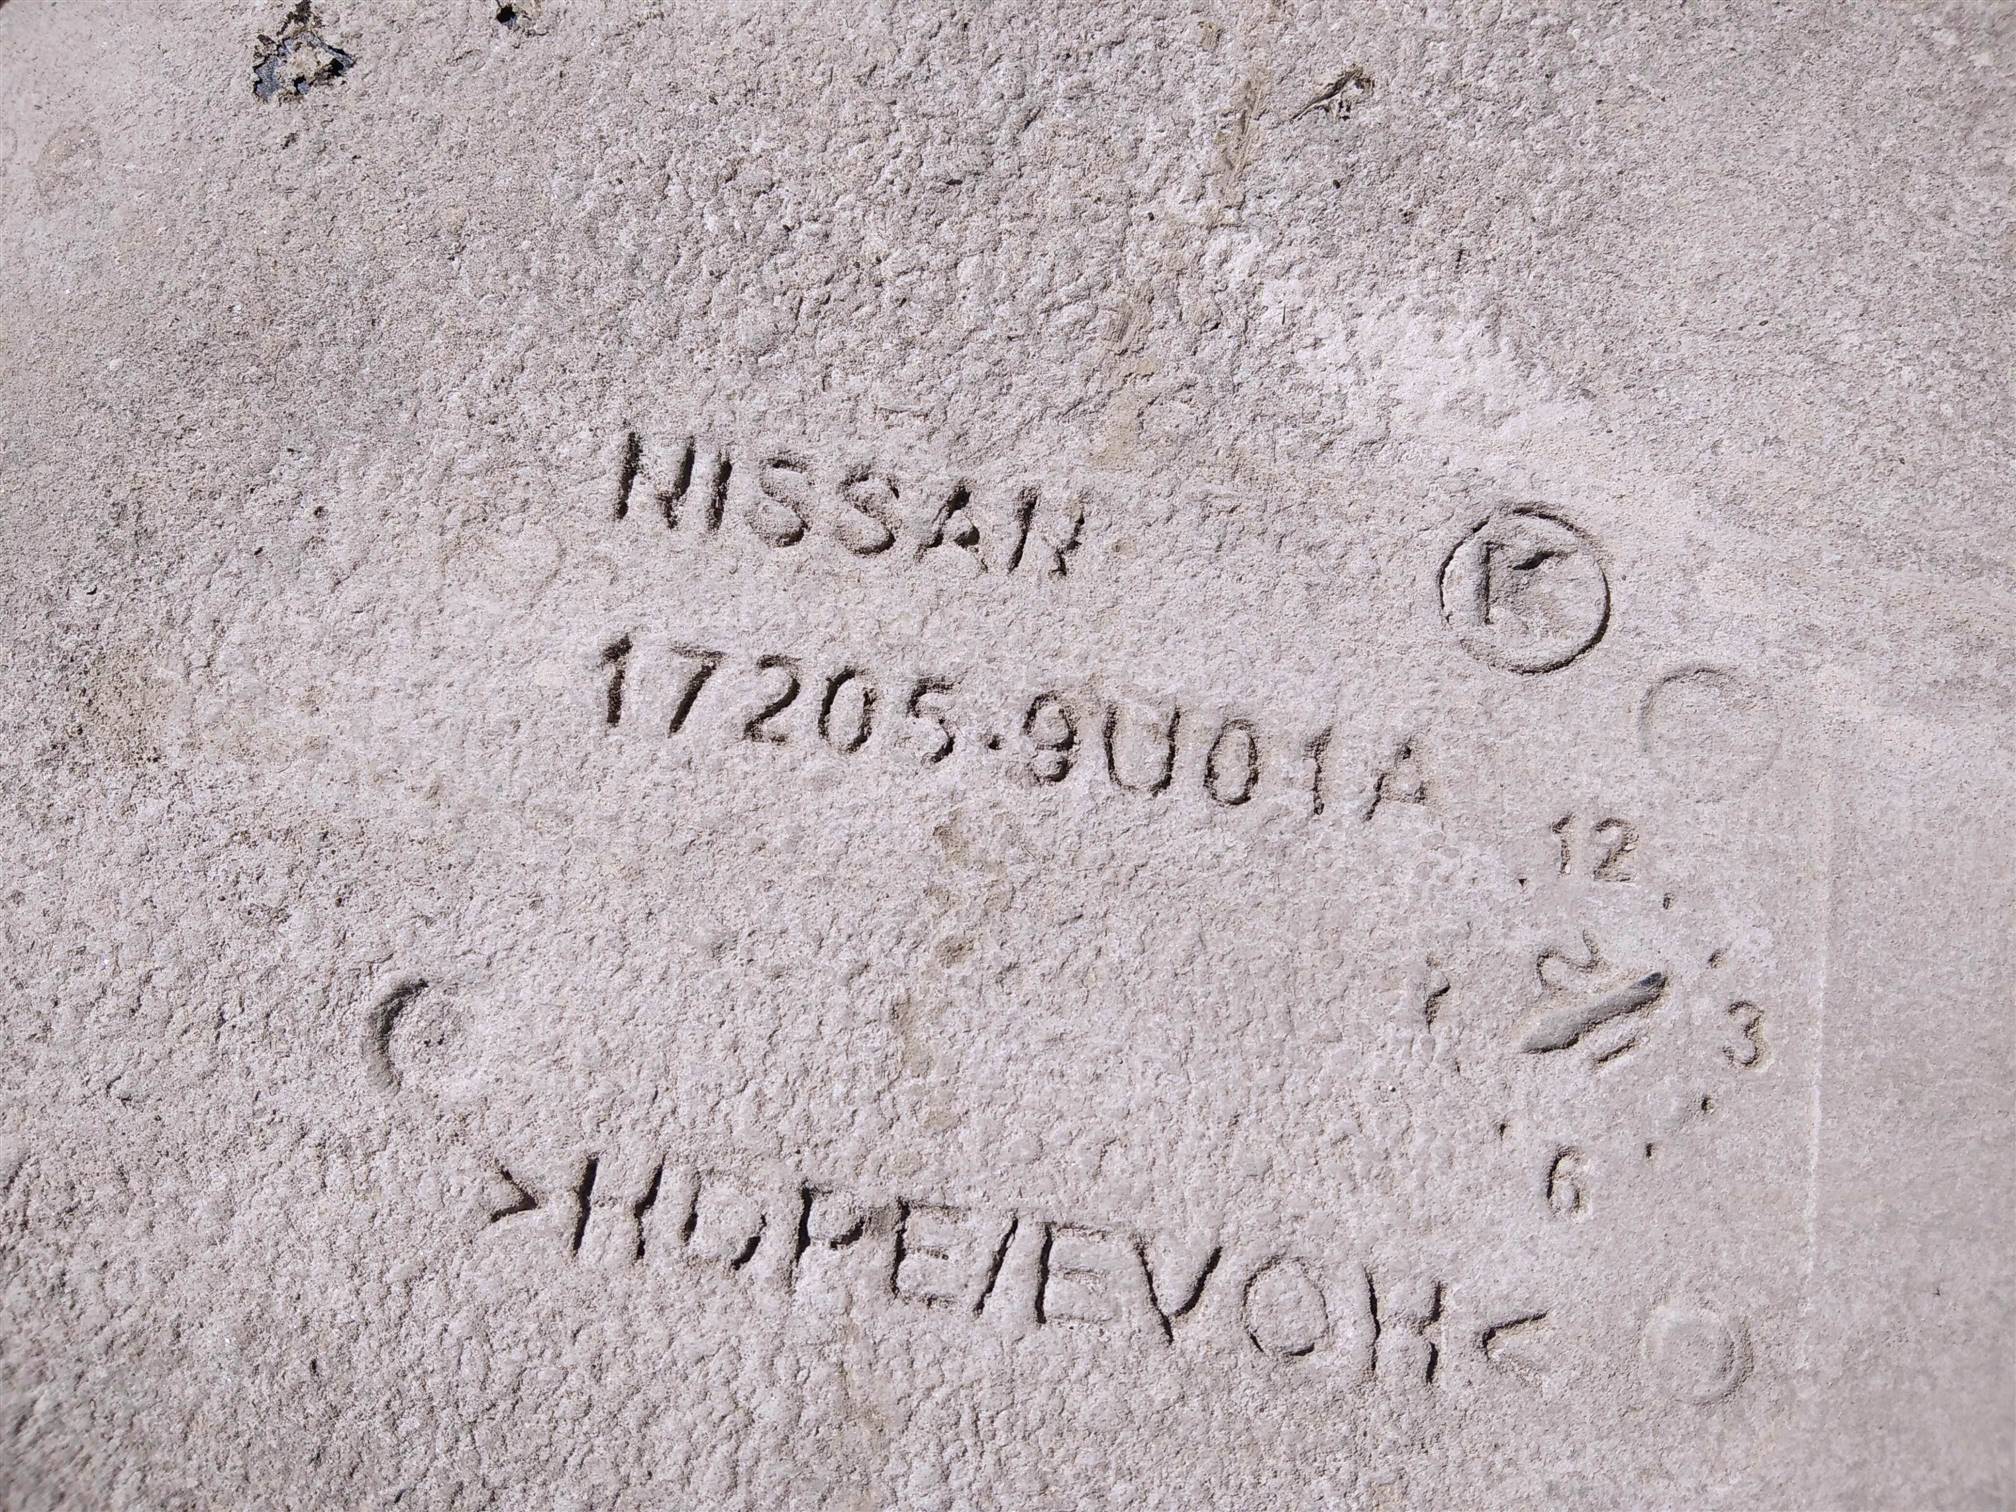 NISSAN
K
17205-9U01A
12
3
6
>HDPE/EVOH<